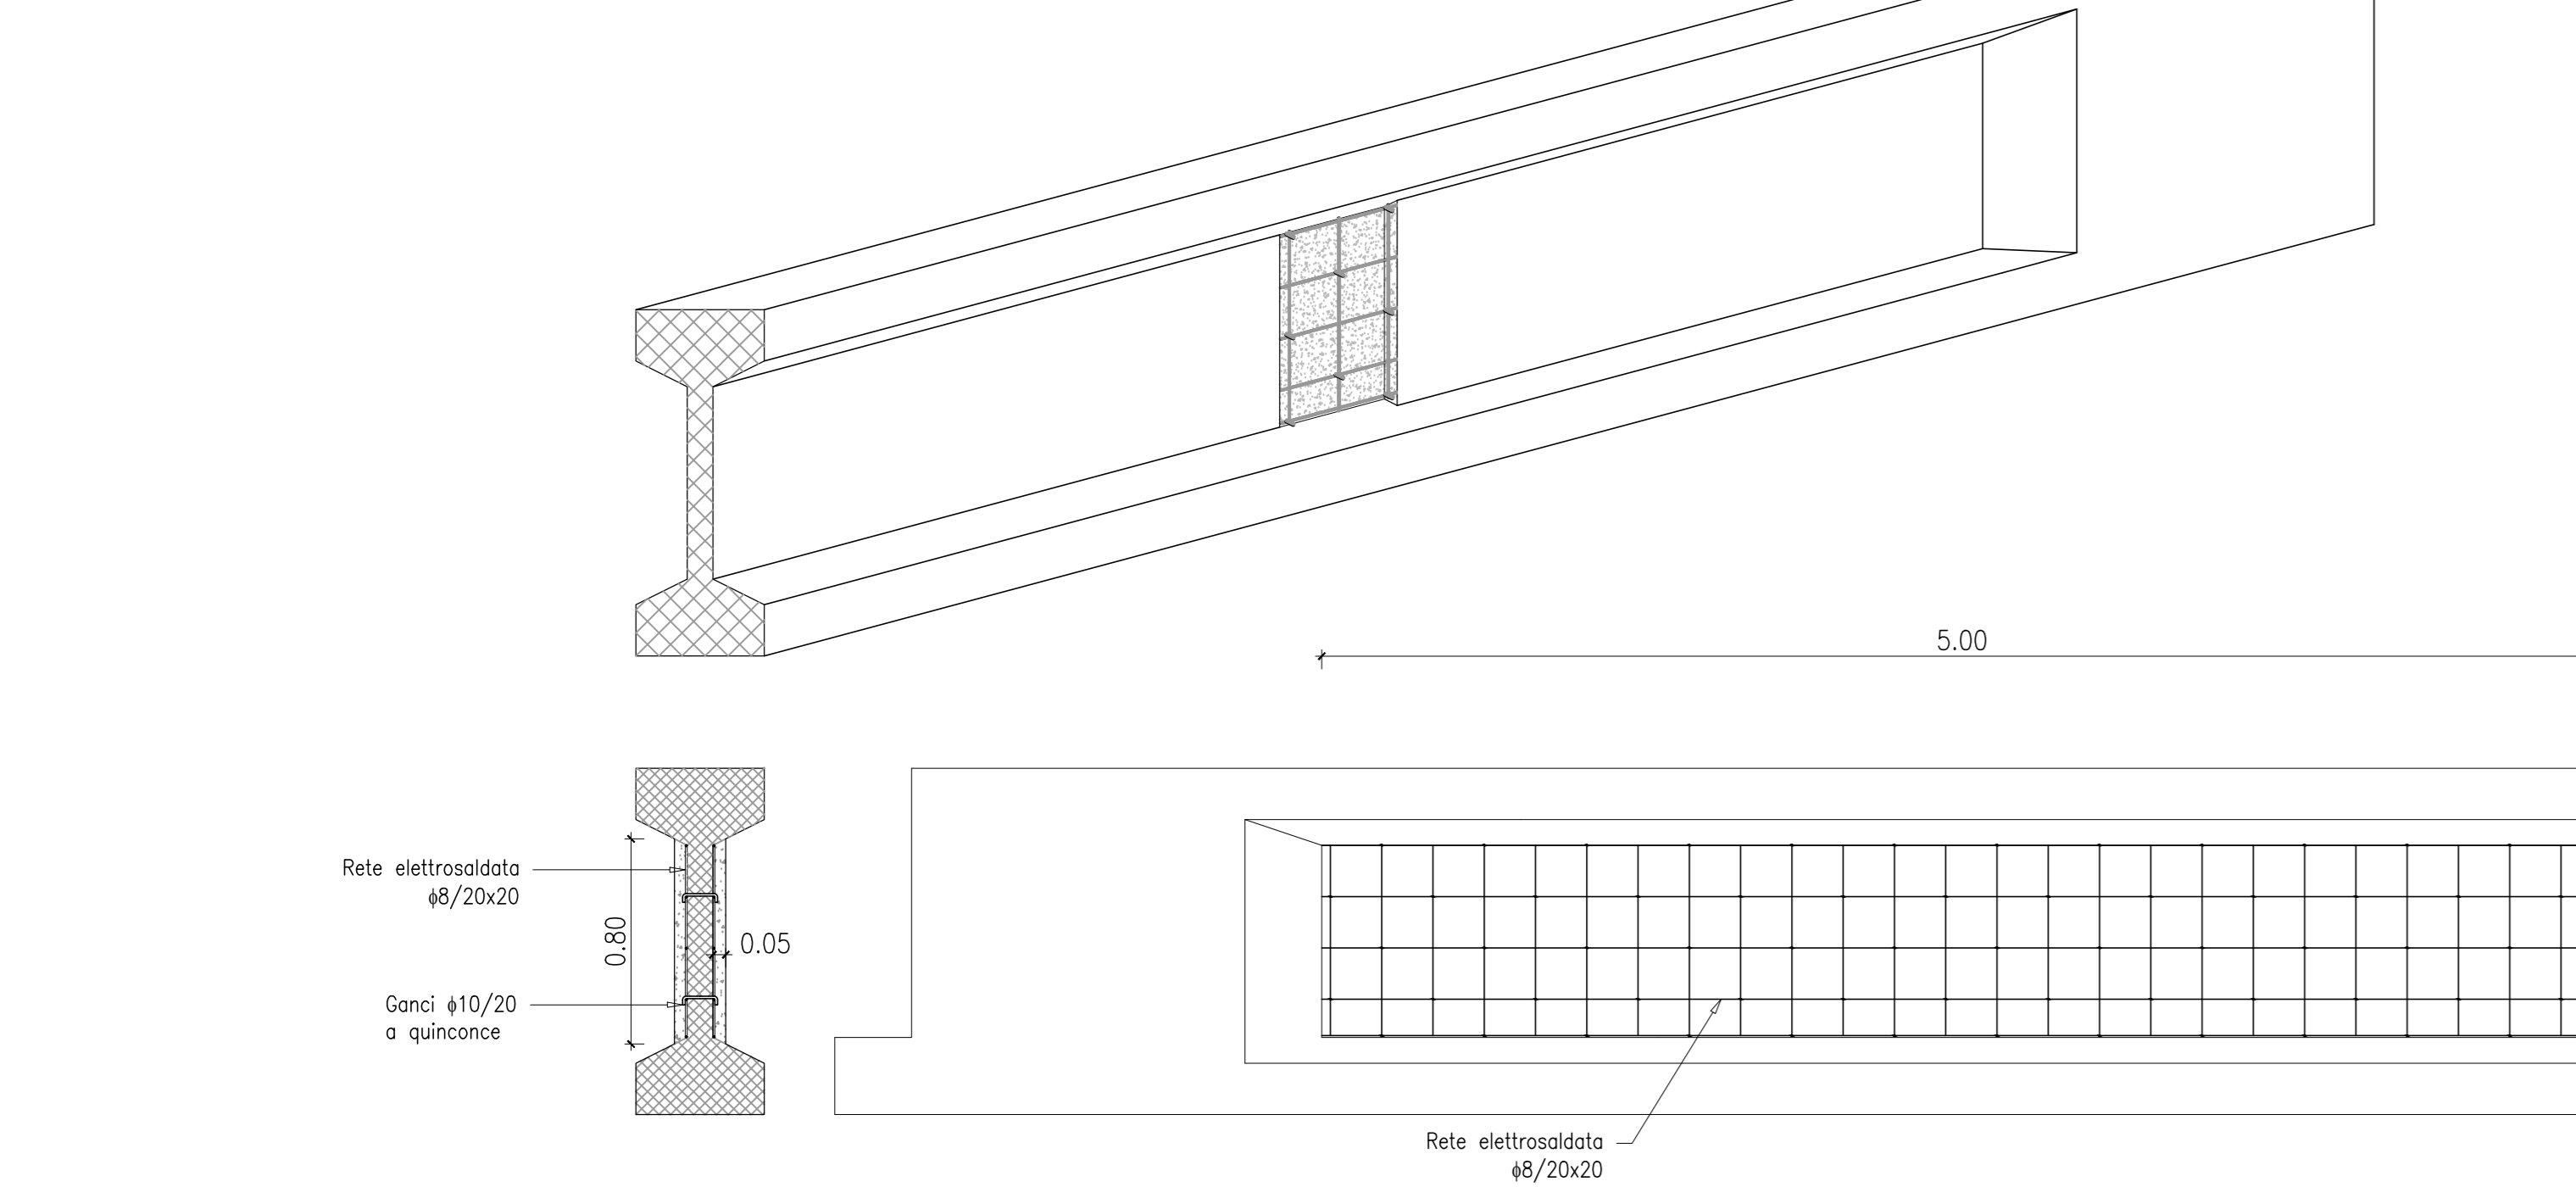 5.00
Rete elettrosaldata
ϕ8/20x20
0.80
0.05
Ganci ϕ10/20
a quinconce
Rete elettrosaldata
ϕ8/20x20